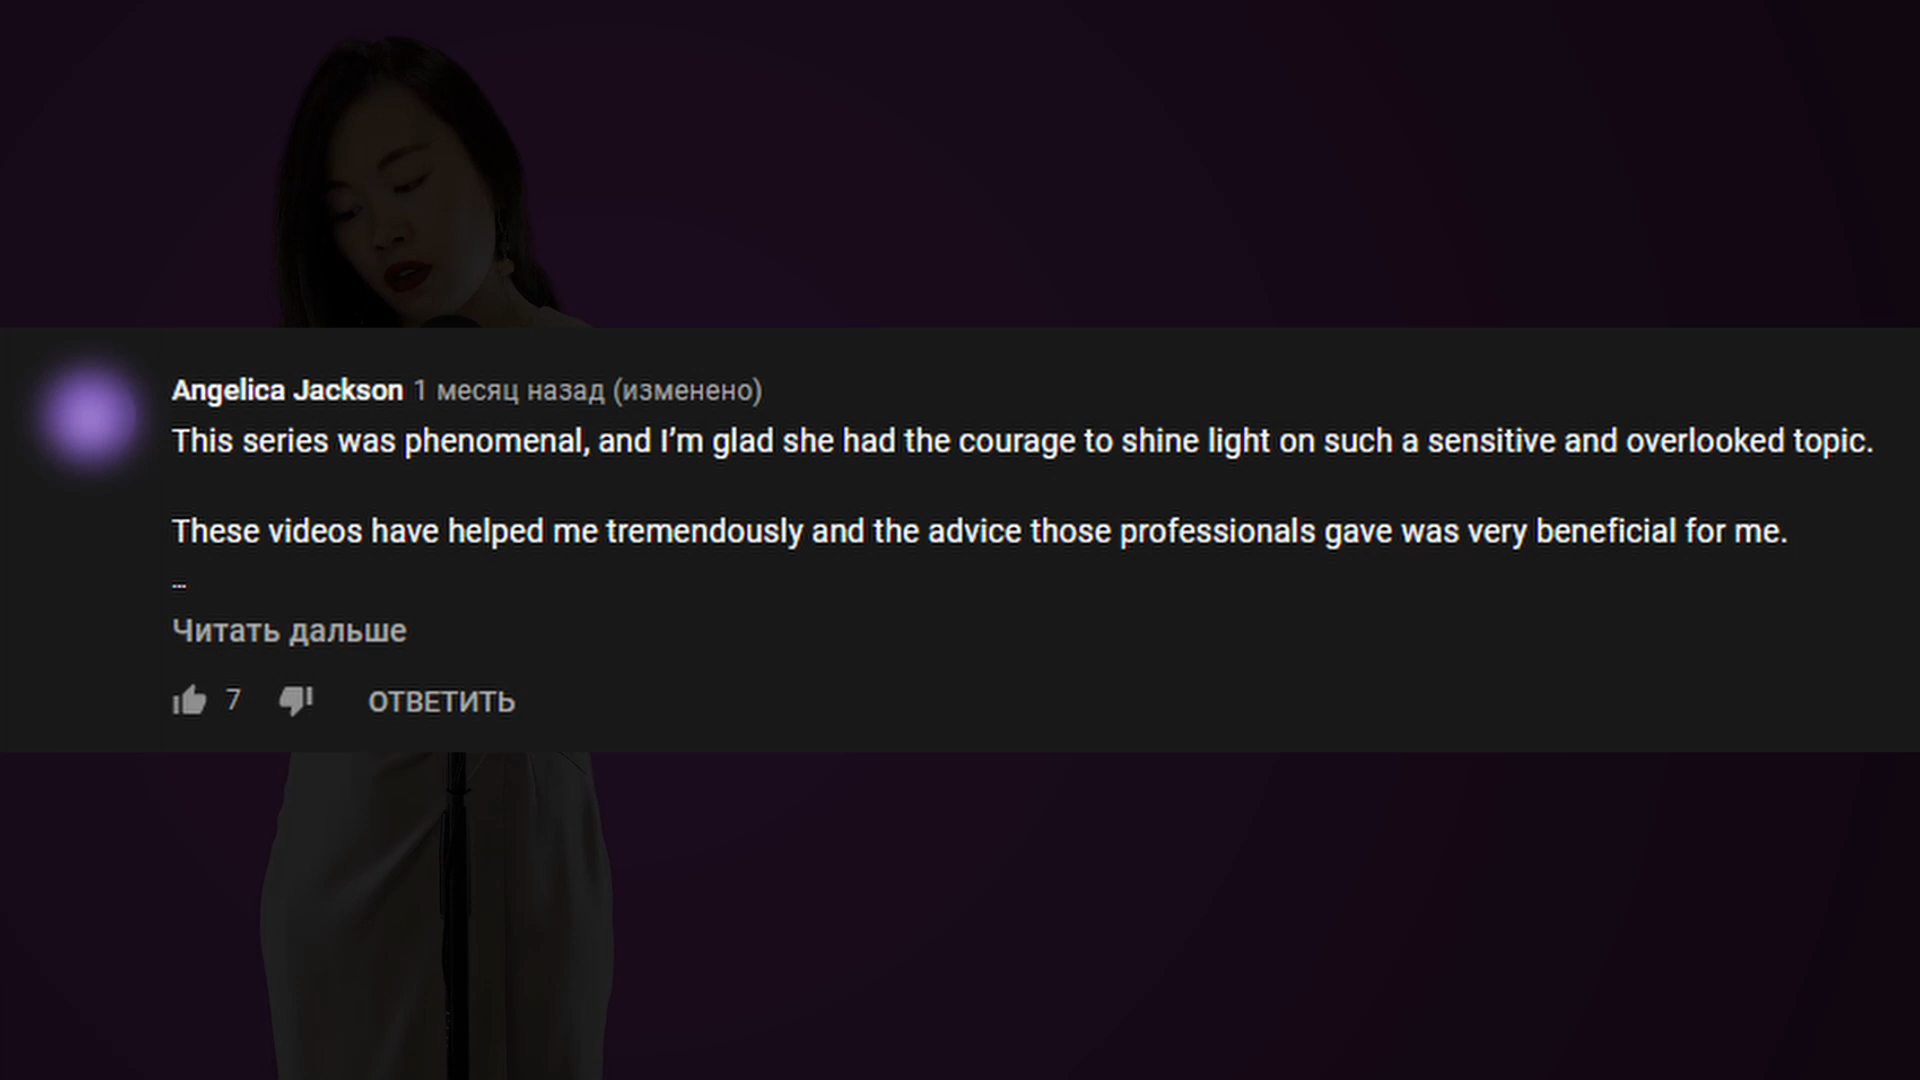 Angelica Jackson 1 месяц назад (изменено)
This series was phenomenal, and I’m glad she had the courage to shine light on such a sensitive and overlooked topic.
These videos have helped me tremendously and the advice those professionals gave was very beneficial for me.
...
Читать дальше
7 ОТВЕТИТЬ